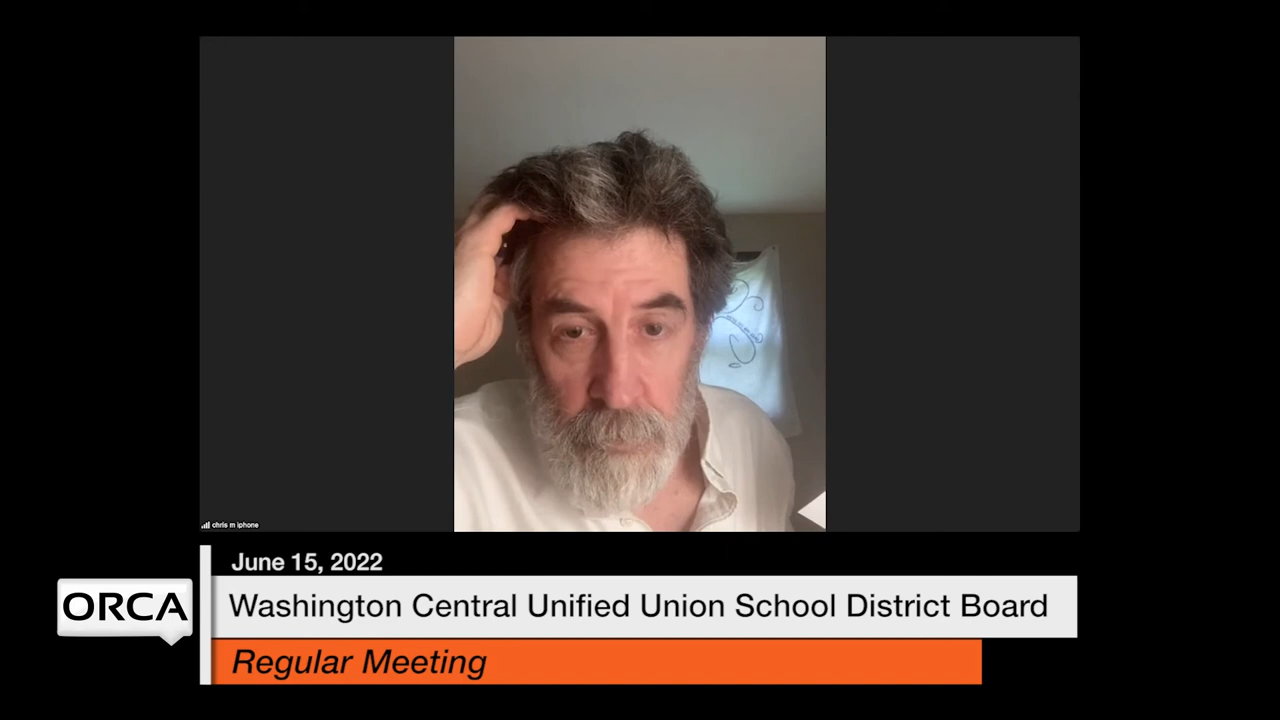 chris m iphone
June 15, 2022
ORCA
Washington Central Unified Union School District Board
Regular Meeting